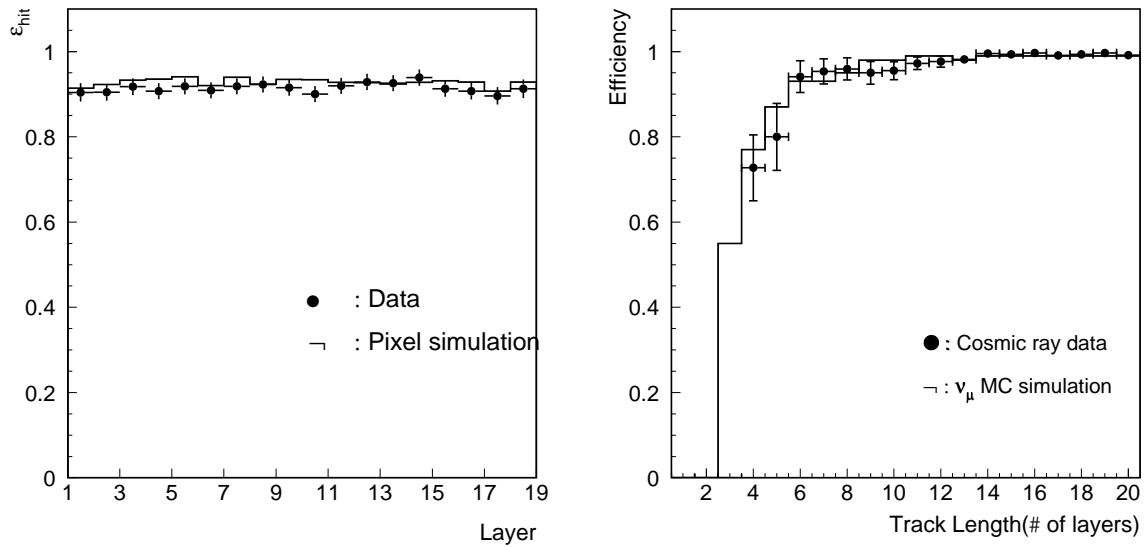 ε_hit
1
0.8
0.6
0.4
0.2
0
1 3 5 7 9 11 13 15 17 19
Layer
: Data
: Pixel simulation
Efficiency
1
0.8
0.6
0.4
0.2
0
2 4 6 8 10 12 14 16 18 20
Track Length(# of layers)
: Cosmic ray data
: ν_μ MC simulation